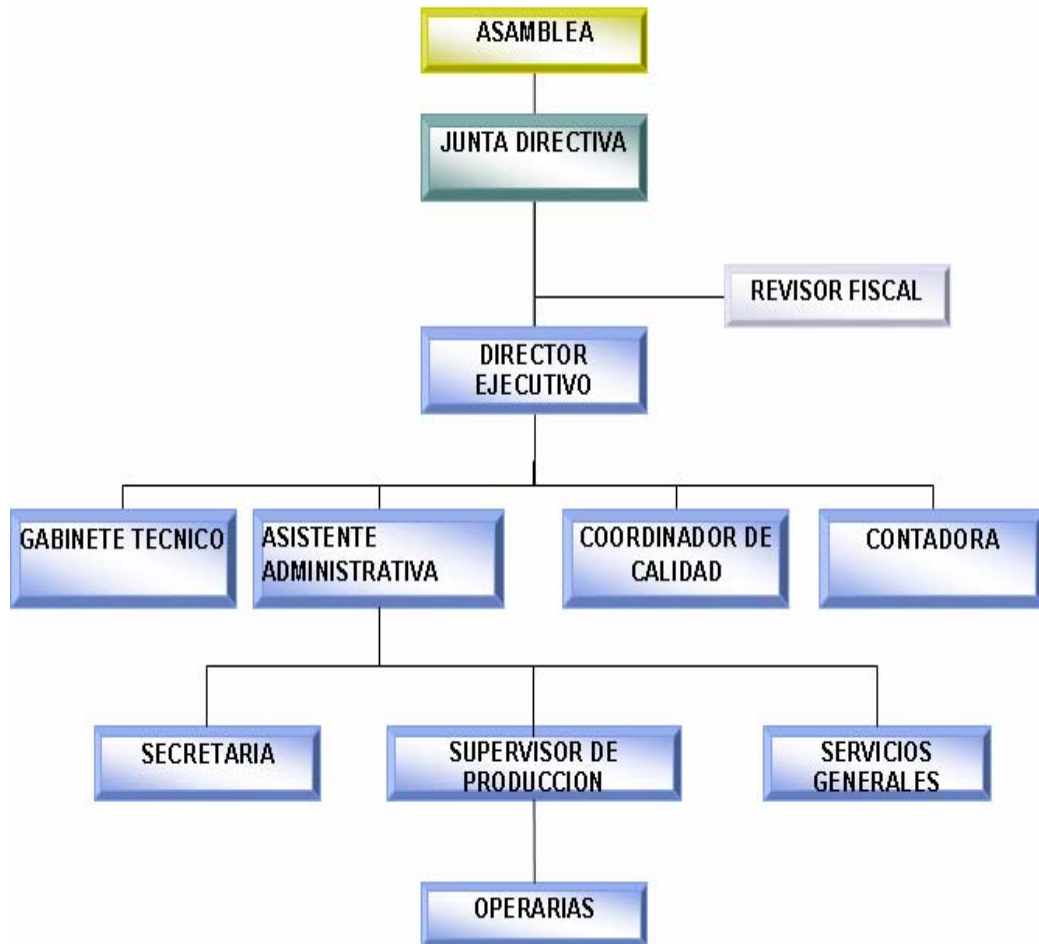 ASAMBLEA
JUNTA DIRECTIVA
REVISOR FISCAL
DIRECTOR
EJECUTIVO
GABINETE TECNICO
ASISTENTE
ADMINISTRATIVA
COORDINADOR DE
CALIDAD
CONTADORA
SECRETARIA
SUPERVISOR DE
PRODUCCION
SERVICIOS
GENERALES
OPERARIAS